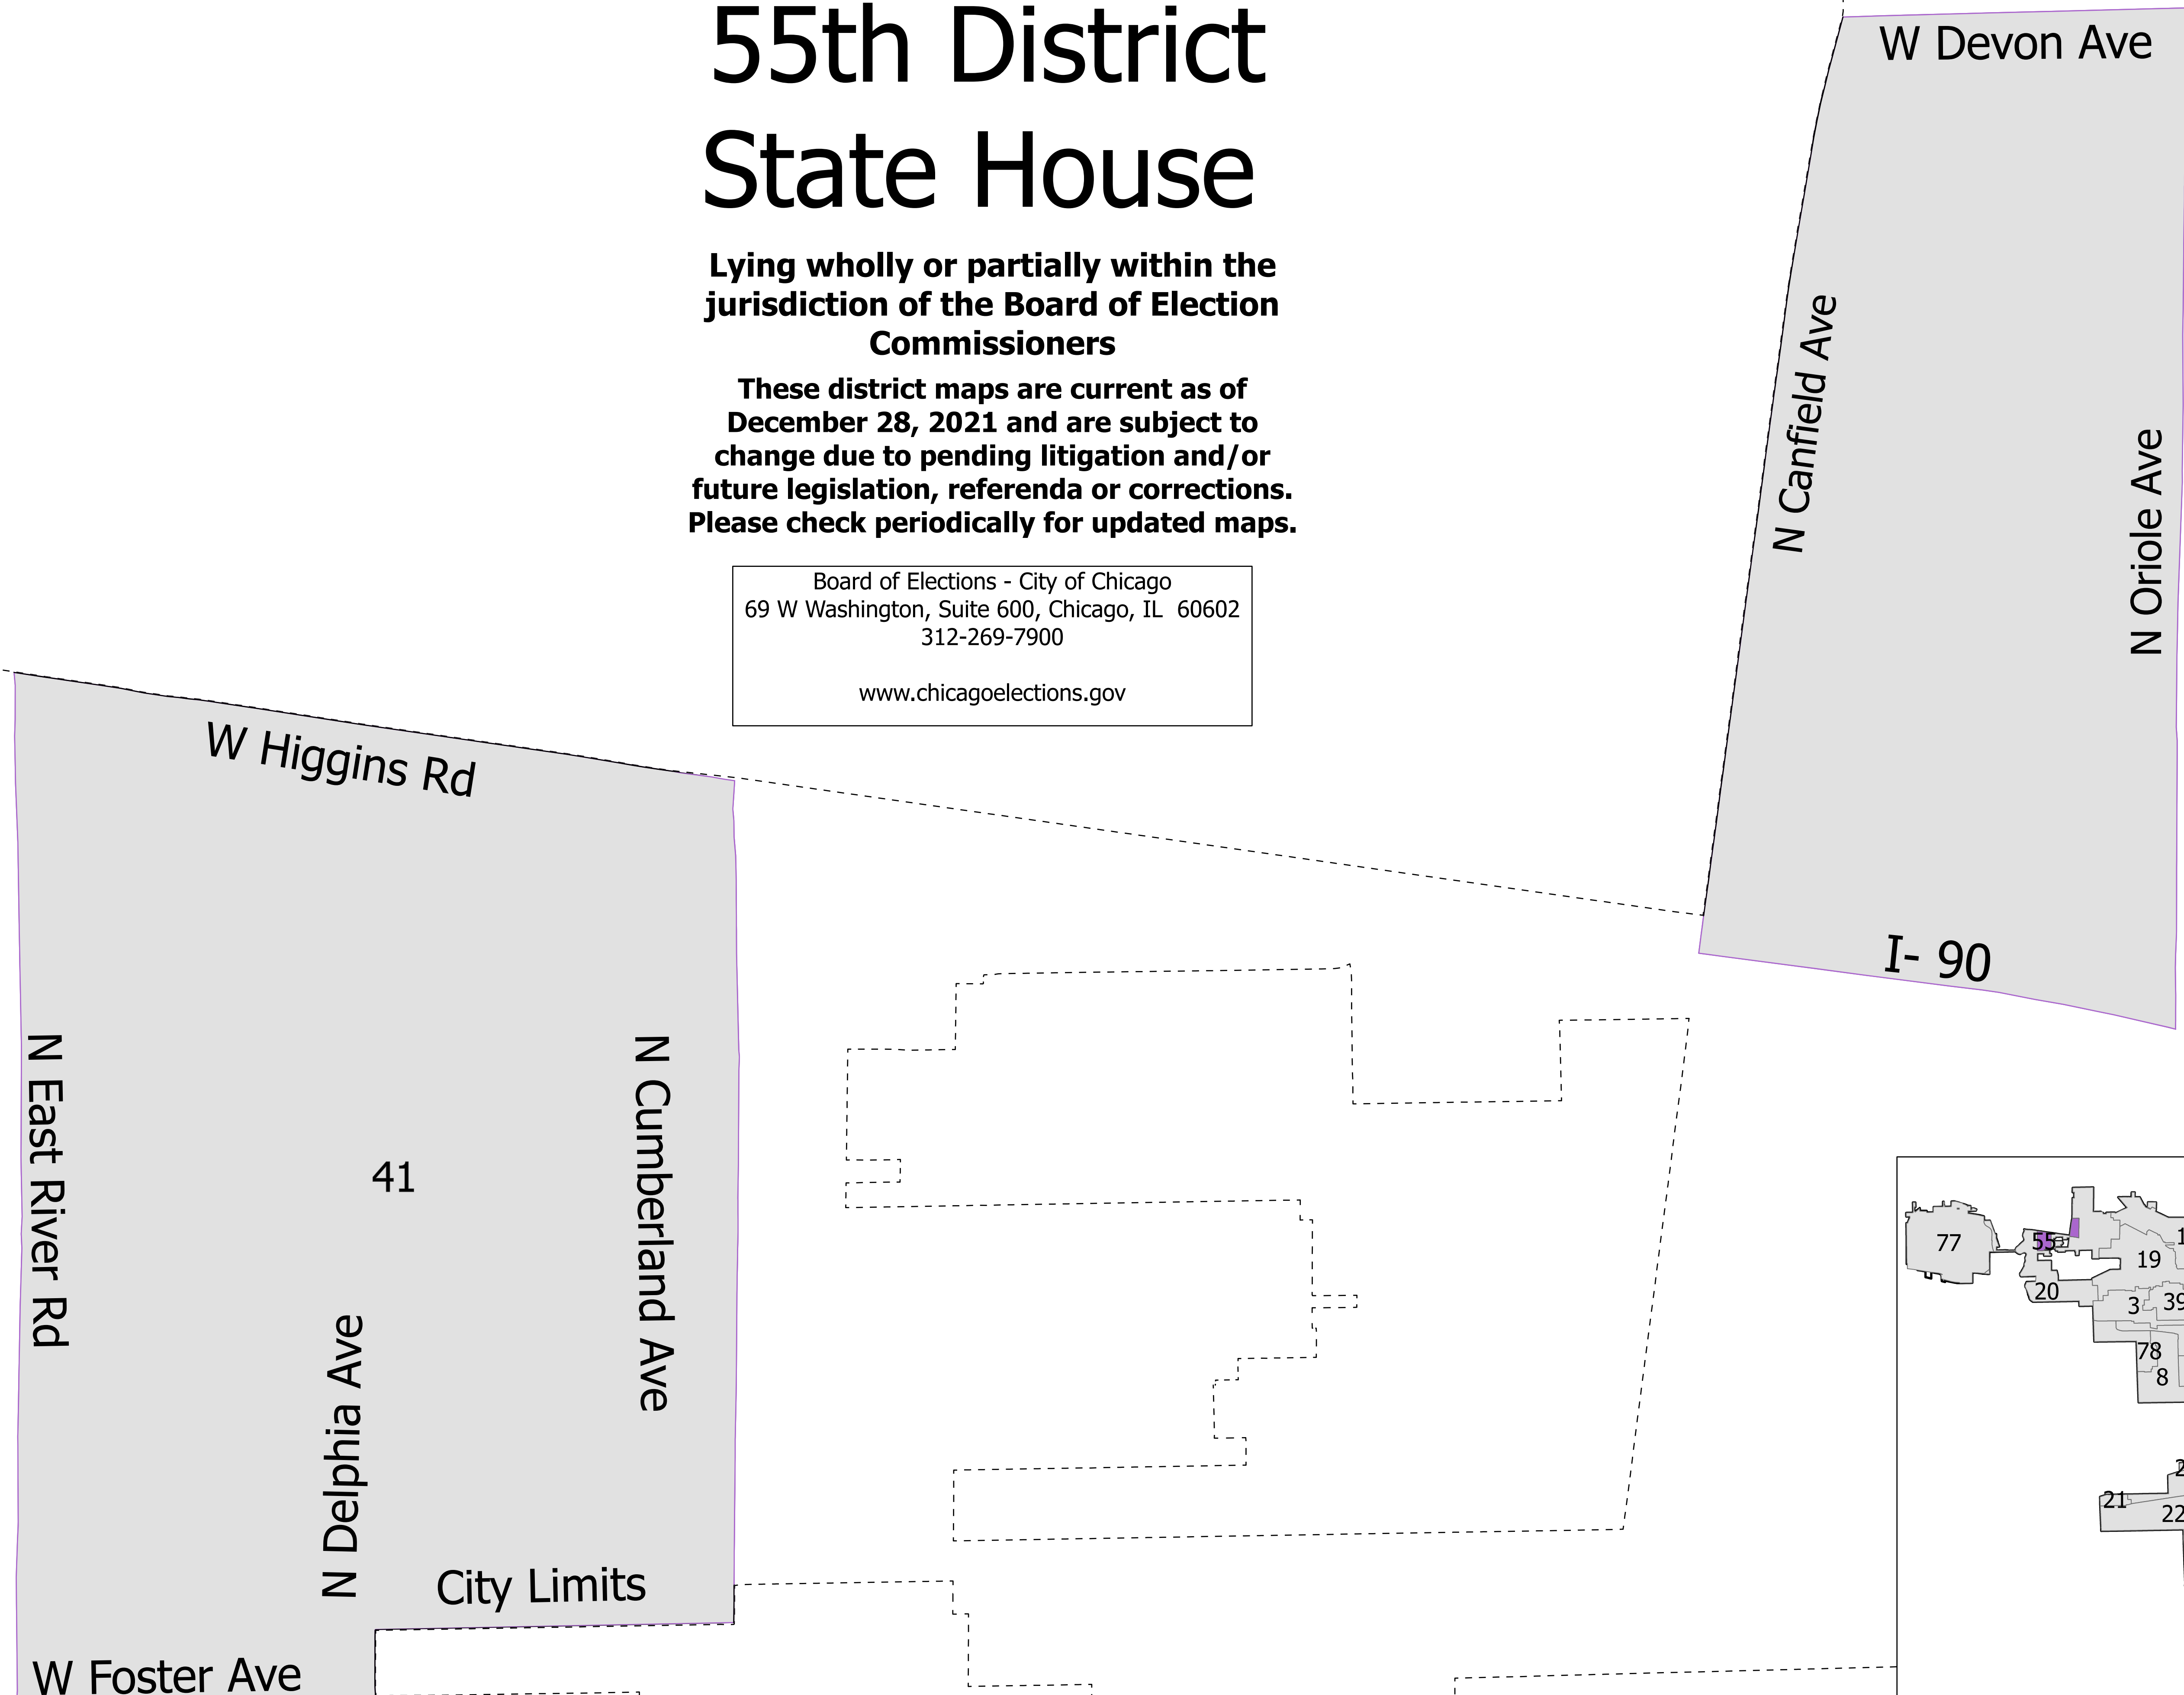 55th District
State House
Lying wholly or partially within the
jurisdiction of the Board of Election
Commissioners
These district maps are current as of
December 28, 2021 and are subject to
change due to pending litigation and/or
future legislation, referenda or corrections.
Please check periodically for updated maps.
Board of Elections - City of Chicago
69 W Washington, Suite 600, Chicago, IL  60602
312-269-7900
www.chicagoelections.gov
W Devon Ave
N Canfield Ave
N Oriole Ave
I- 90
W Higgins Rd
N East River Rd
N Cumberland Ave
41
N Delphia Ave
City Limits
W Foster Ave
77
55
19
20
3
39
78
8
21
22